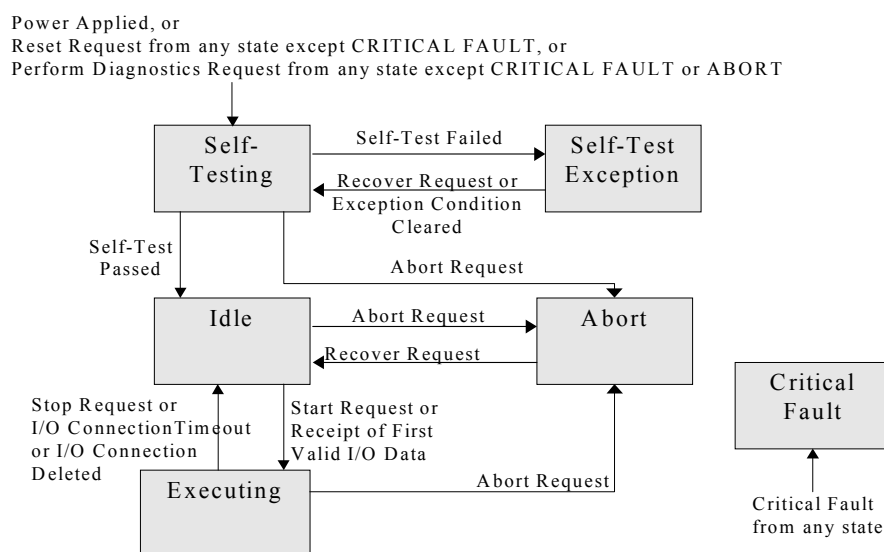 Power Applied, or
Reset Request from any state except CRITICAL FAULT, or
Perform Diagnostics Request from any state except CRITICAL FAULT or ABORT
Self-
Testing
Self-Test Failed
Self-Test
Exception
Recover Request or
Exception Condition
Cleared
Self-Test
Passed
Abort Request
Idle
Abort Request
Recover Request
Abort
Critical
Fault
Stop Request or
I/O ConnectionTimeout
or I/O Connection
Deleted
Start Request or
Receipt of First
Valid I/O Data
Executing
Abort Request
Critical Fault
from any state